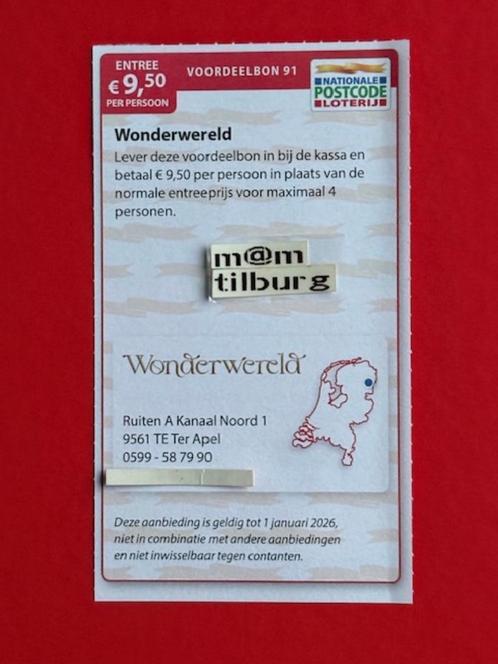 ENTREE
€ 9,50
PER PERSOON
VOORDEELBON 91
NATIONALE
POSTCODE
LOTERIJ
Wonderwereld
Lever deze voordeelbon in bij de kassa en
betaal € 9,50 per persoon in plaats van de
normale entreeprijs voor maximaal 4
personen.
m@m
tilburg
Wonderwereld
Ruiten A Kanaal Noord 1
9561 TE Ter Apel
0599 - 58 79 90
Deze aanbieding is geldig tot 1 januari 2026,
niet in combinatie met andere aanbiedingen
en niet inwisselbaar tegen contanten.